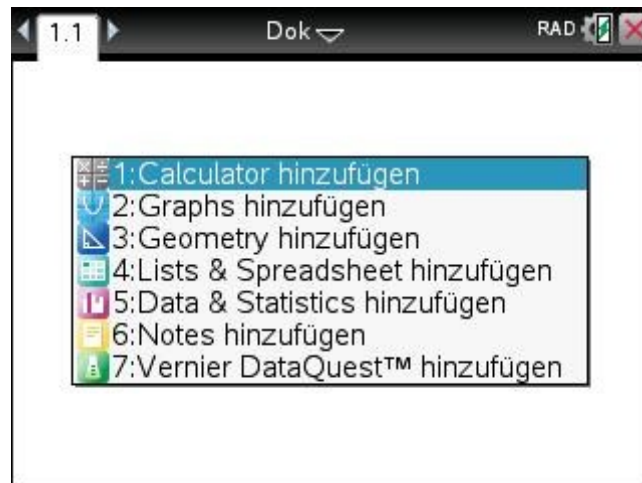 1.1 Dok RAD
1:Calculator hinzufügen
2:Graphs hinzufügen
3:Geometry hinzufügen
4:Lists & Spreadsheet hinzufügen
5:Data & Statistics hinzufügen
6:Notes hinzufügen
7:Vernier DataQuest™ hinzufügen